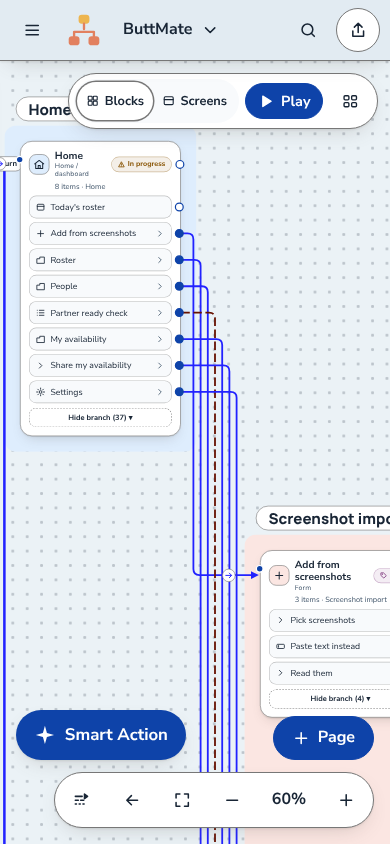 ButtMate
Blocks
Screens
Play
Home
urn
Home
Home /
dashboard
In progress
8 items · Home
Today's roster
Add from screenshots
Roster
People
Partner ready check
My availability
Share my availability
Settings
Hide branch (37) ▾
Screenshot impo
Add from
screenshots
Form
3 items · Screenshot import
Pick screenshots
Paste text instead
Read them
Hide branch (4) ▾
Smart Action
Page
60%